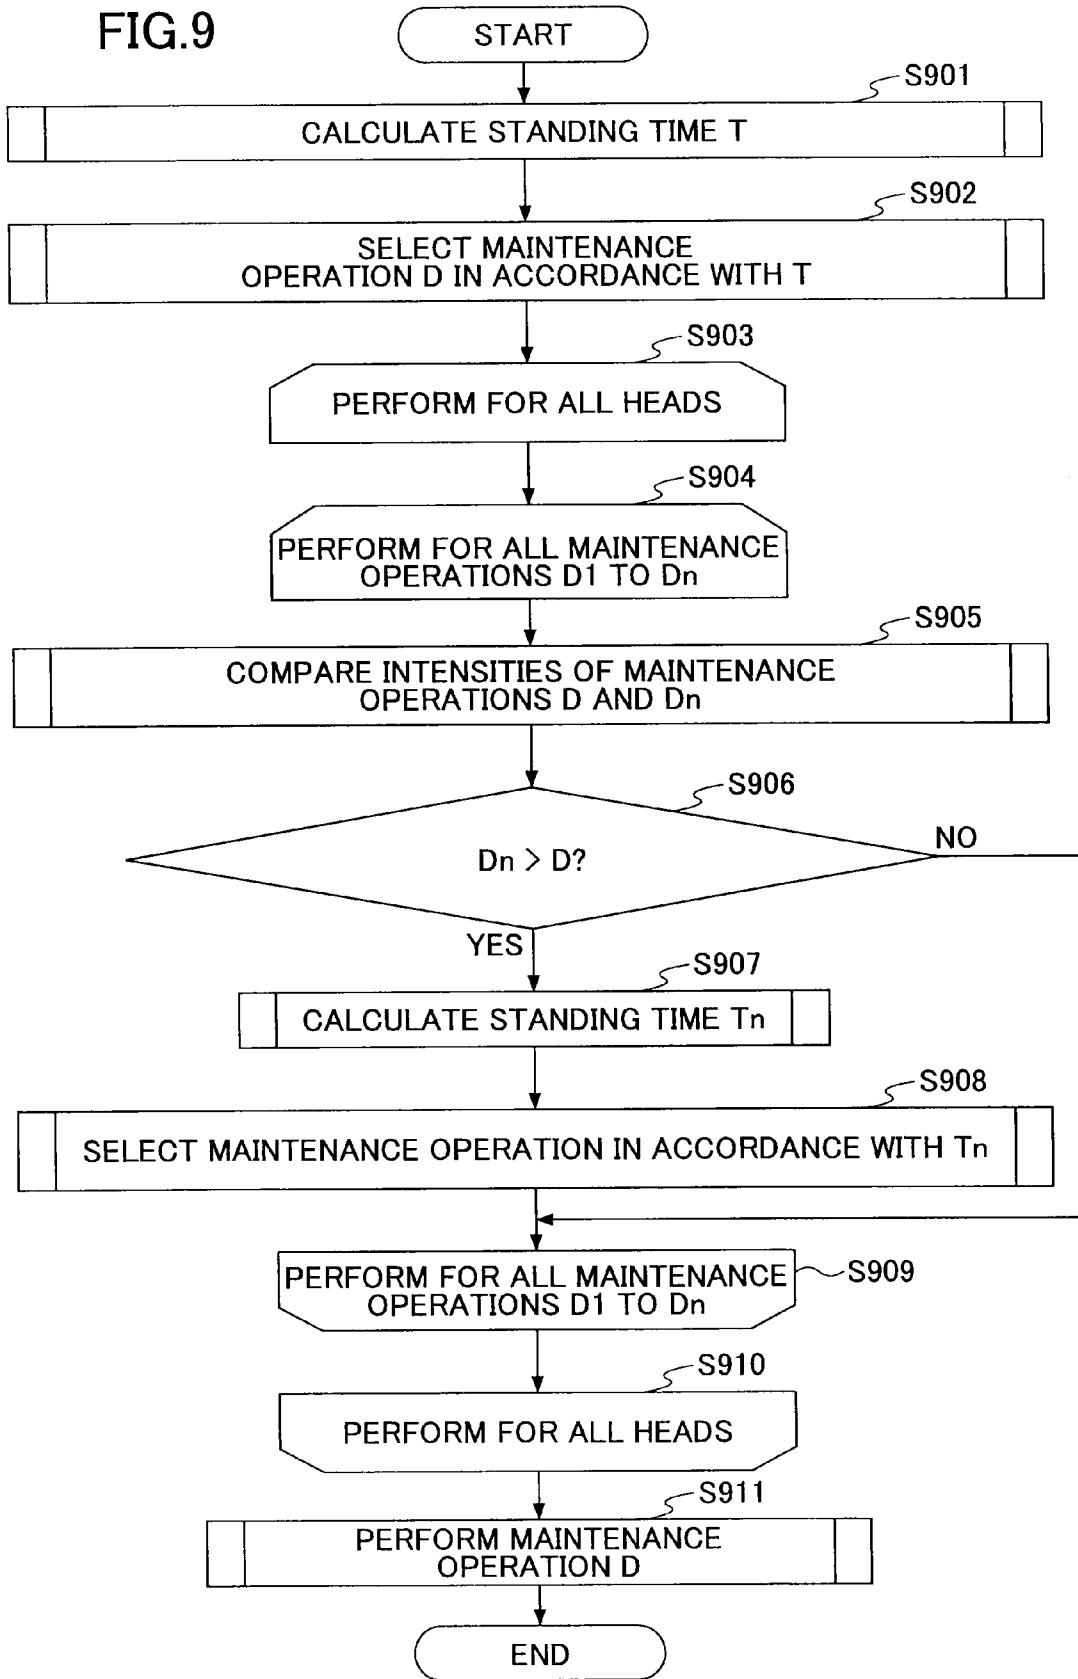 FIG.9
START
S901
CALCULATE STANDING TIME T
S902
SELECT MAINTENANCE
OPERATION D IN ACCORDANCE WITH T
S903
PERFORM FOR ALL HEADS
S904
PERFORM FOR ALL MAINTENANCE
OPERATIONS D1 TO Dn
S905
COMPARE INTENSITIES OF MAINTENANCE
OPERATIONS D AND Dn
S906
Dn > D?
NO
YES
S907
CALCULATE STANDING TIME Tn
S908
SELECT MAINTENANCE OPERATION IN ACCORDANCE WITH Tn
PERFORM FOR ALL MAINTENANCE
OPERATIONS D1 TO Dn
S909
S910
PERFORM FOR ALL HEADS
S911
PERFORM MAINTENANCE
OPERATION D
END